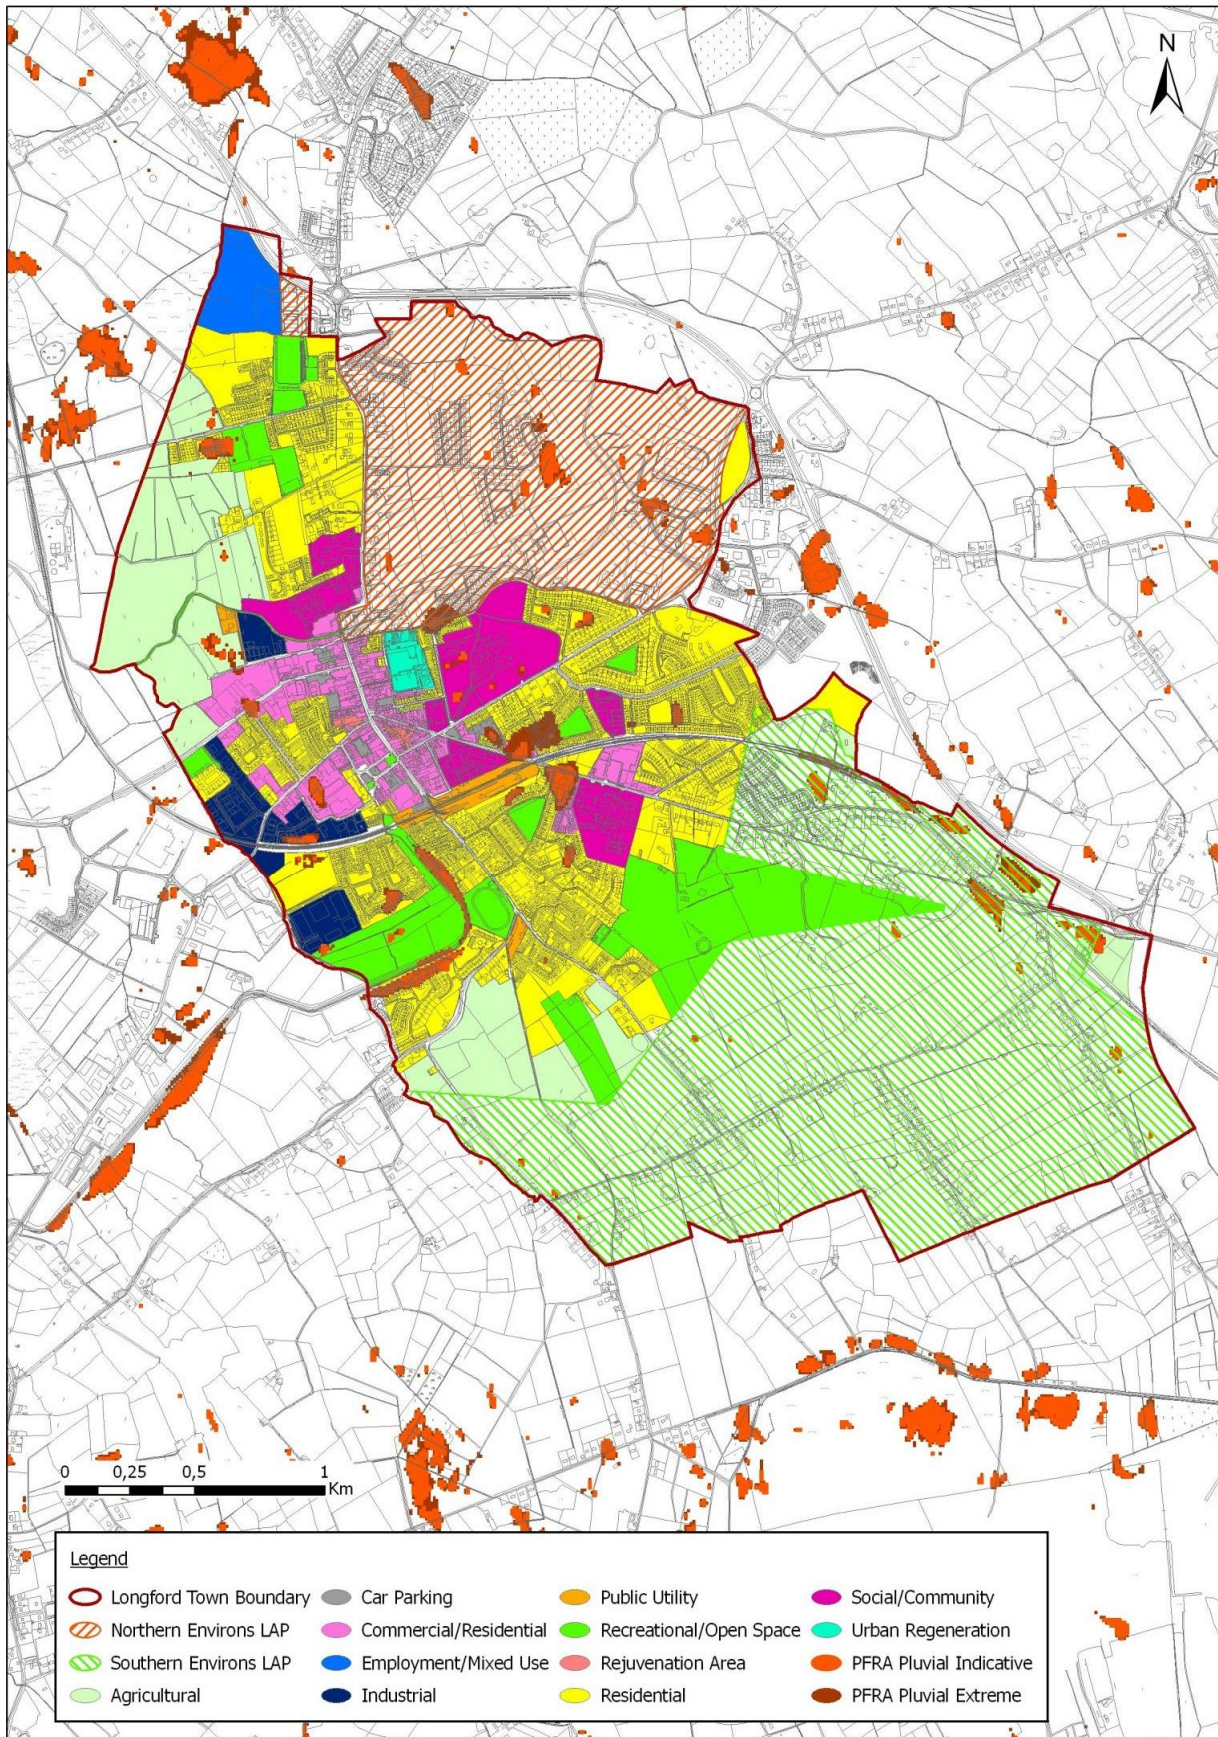 N
0 0,25 0,5 1
Km
Legend
Longford Town Boundary
Northern Environs LAP
Southern Environs LAP
Agricultural
Car Parking
Commercial/Residential
Employment/Mixed Use
Industrial
Public Utility
Recreational/Open Space
Rejuvenation Area
Residential
Social/Community
Urban Regeneration
PFRA Pluvial Indicative
PFRA Pluvial Extreme